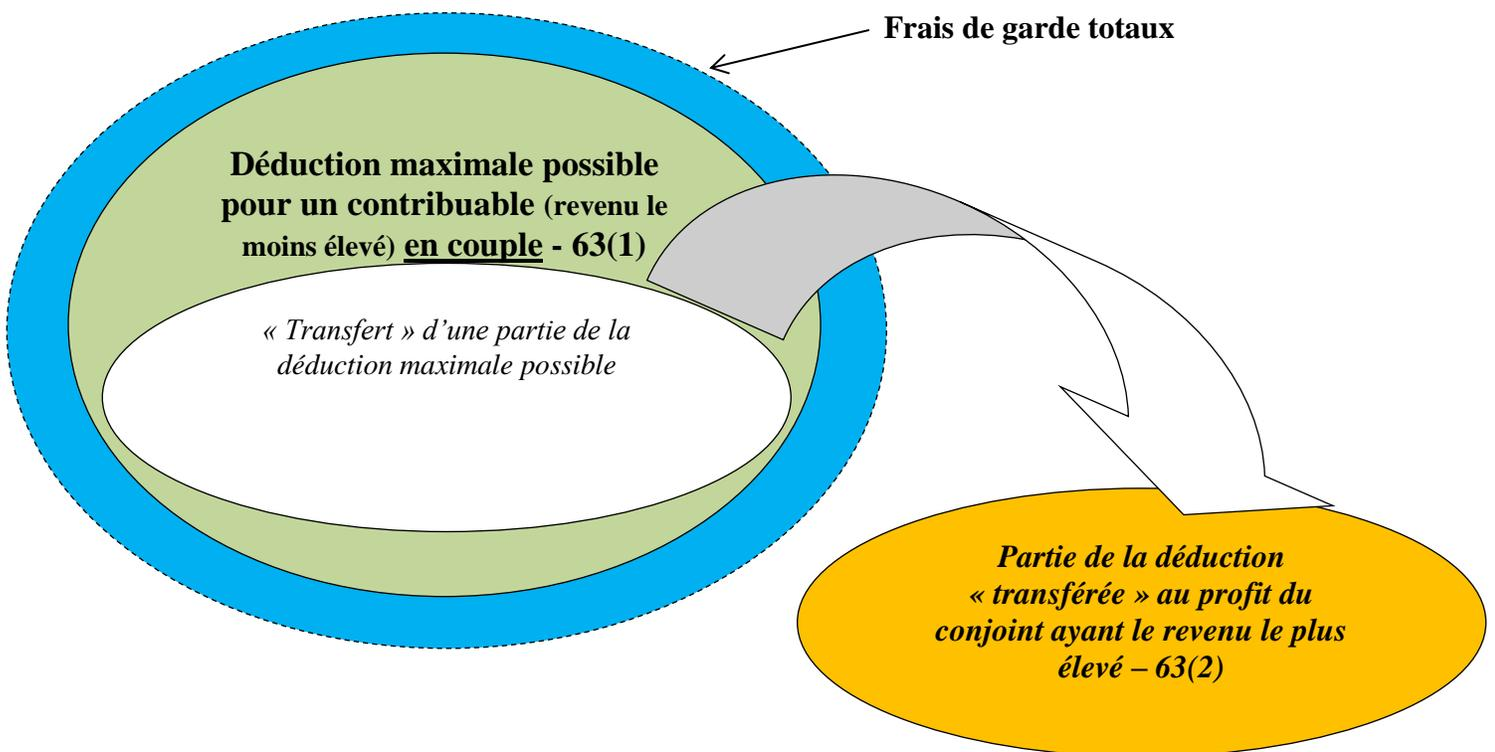 Frais de garde totaux
Déduction maximale possible
pour un contribuable (revenu le
moins élevé) en couple - 63(1)
« Transfert » d’une partie de la
déduction maximale possible
Partie de la déduction
« transférée » au profit du
conjoint ayant le revenu le plus
élevé – 63(2)